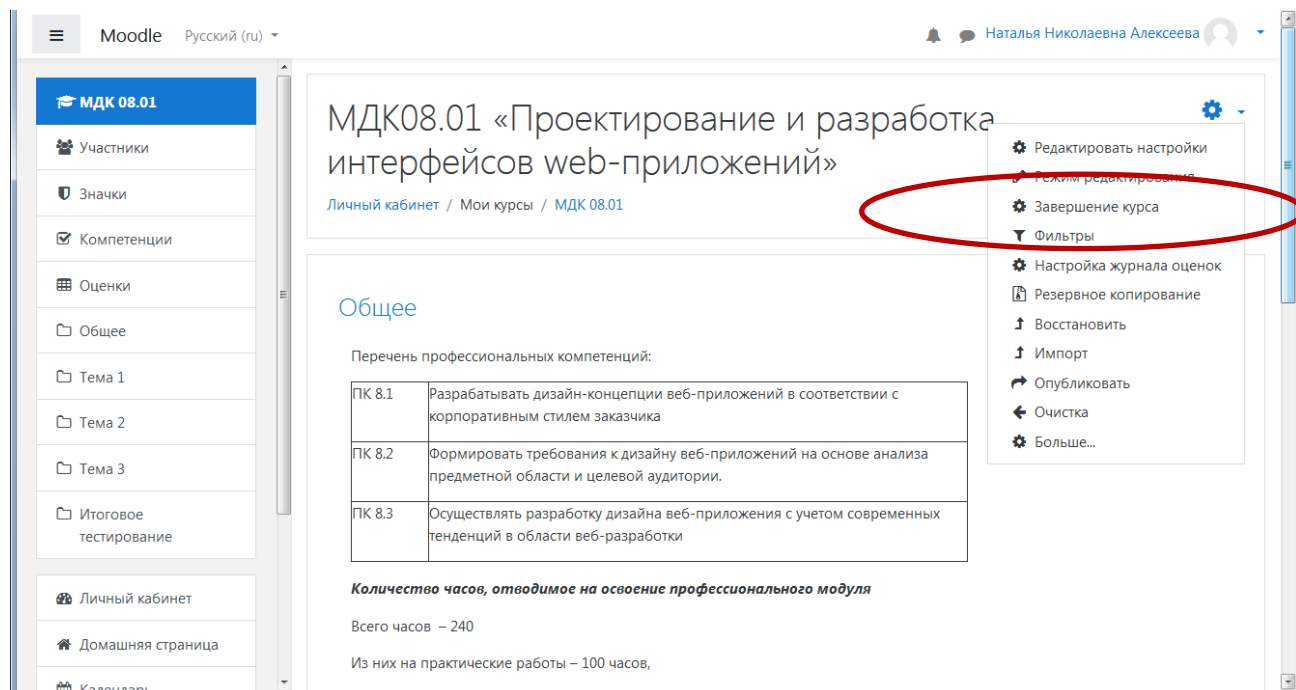 Moodle Русский (ru)
Наталья Николаевна Алексеева
МДК 08.01
Участники
Значки
Компетенции
Оценки
Общее
Тема 1
Тема 2
Тема 3
Итоговое
тестирование
Личный кабинет
Домашняя страница
Календарь
МДК08.01 «Проектирование и разработка
интерфейсов web-приложений»
Личный кабинет / Мои курсы / МДК 08.01
Редактировать настройки
Режим редактирования
Завершение курса
Фильтры
Настройка журнала оценок
Резервное копирование
Восстановить
Импорт
Опубликовать
Очистка
Больше...
Общее
Перечень профессиональных компетенций:
ПК 8.1 Разрабатывать дизайн-концепции веб-приложений в соответствии с
корпоративным стилем заказчика
ПК 8.2 Формировать требования к дизайну веб-приложений на основе анализа
предметной области и целевой аудитории.
ПК 8.3 Осуществлять разработку дизайна веб-приложения с учетом современных
тенденций в области веб-разработки
Количество часов, отводимое на освоение профессионального модуля
Всего часов – 240
Из них на практические работы – 100 часов,